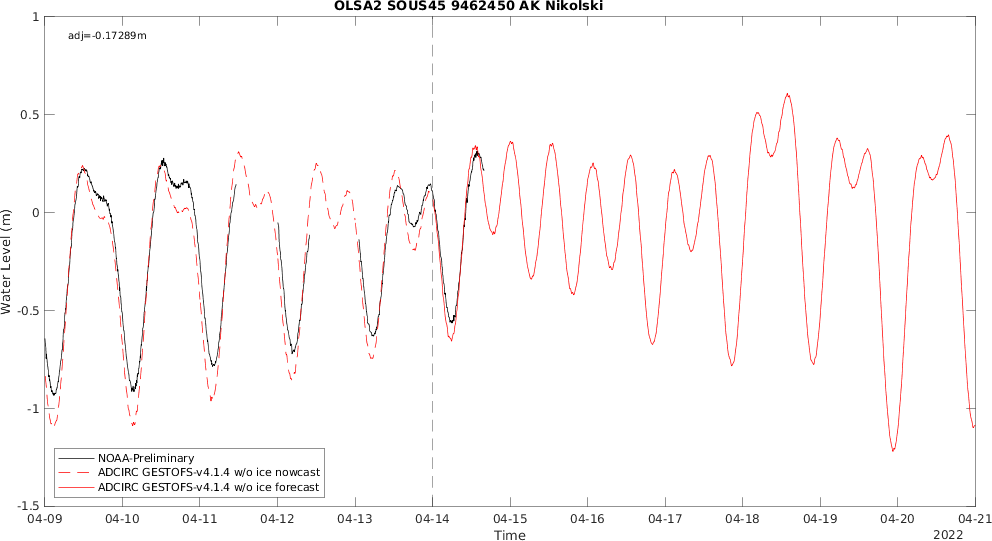 OLSA2 SOUS45 9462450 AK Nikolski
adj=-0.17289m
1
0.5
0
-0.5
-1
-1.5
Water Level (m)
NOAA-Preliminary
ADCIRC GESTOFS-v4.1.4 w/o ice nowcast
ADCIRC GESTOFS-v4.1.4 w/o ice forecast
04-09 04-10 04-11 04-12 04-13 04-14 04-15 04-16 04-17 04-18 04-19 04-20 04-21
Time
2022